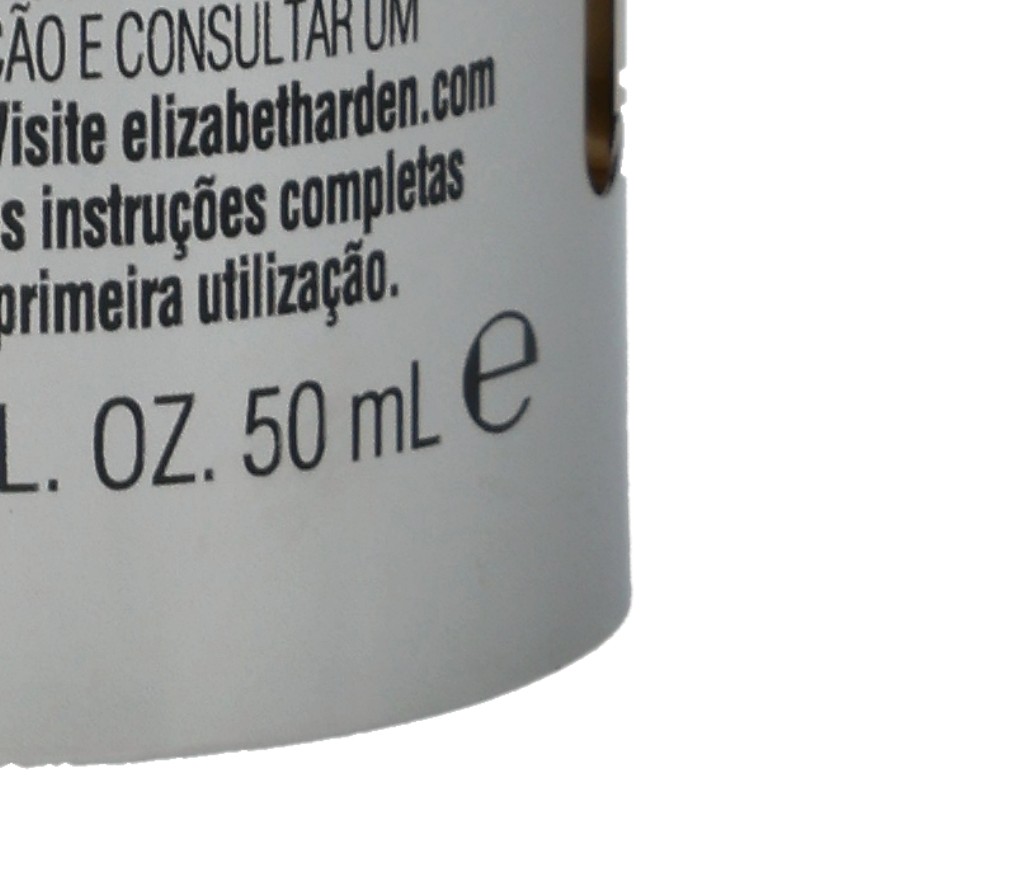 ÇÃO E CONSULTAR UM
Visite elizabetharden.com
s instruções completas
primeira utilização.
L. OZ. 50 mL e